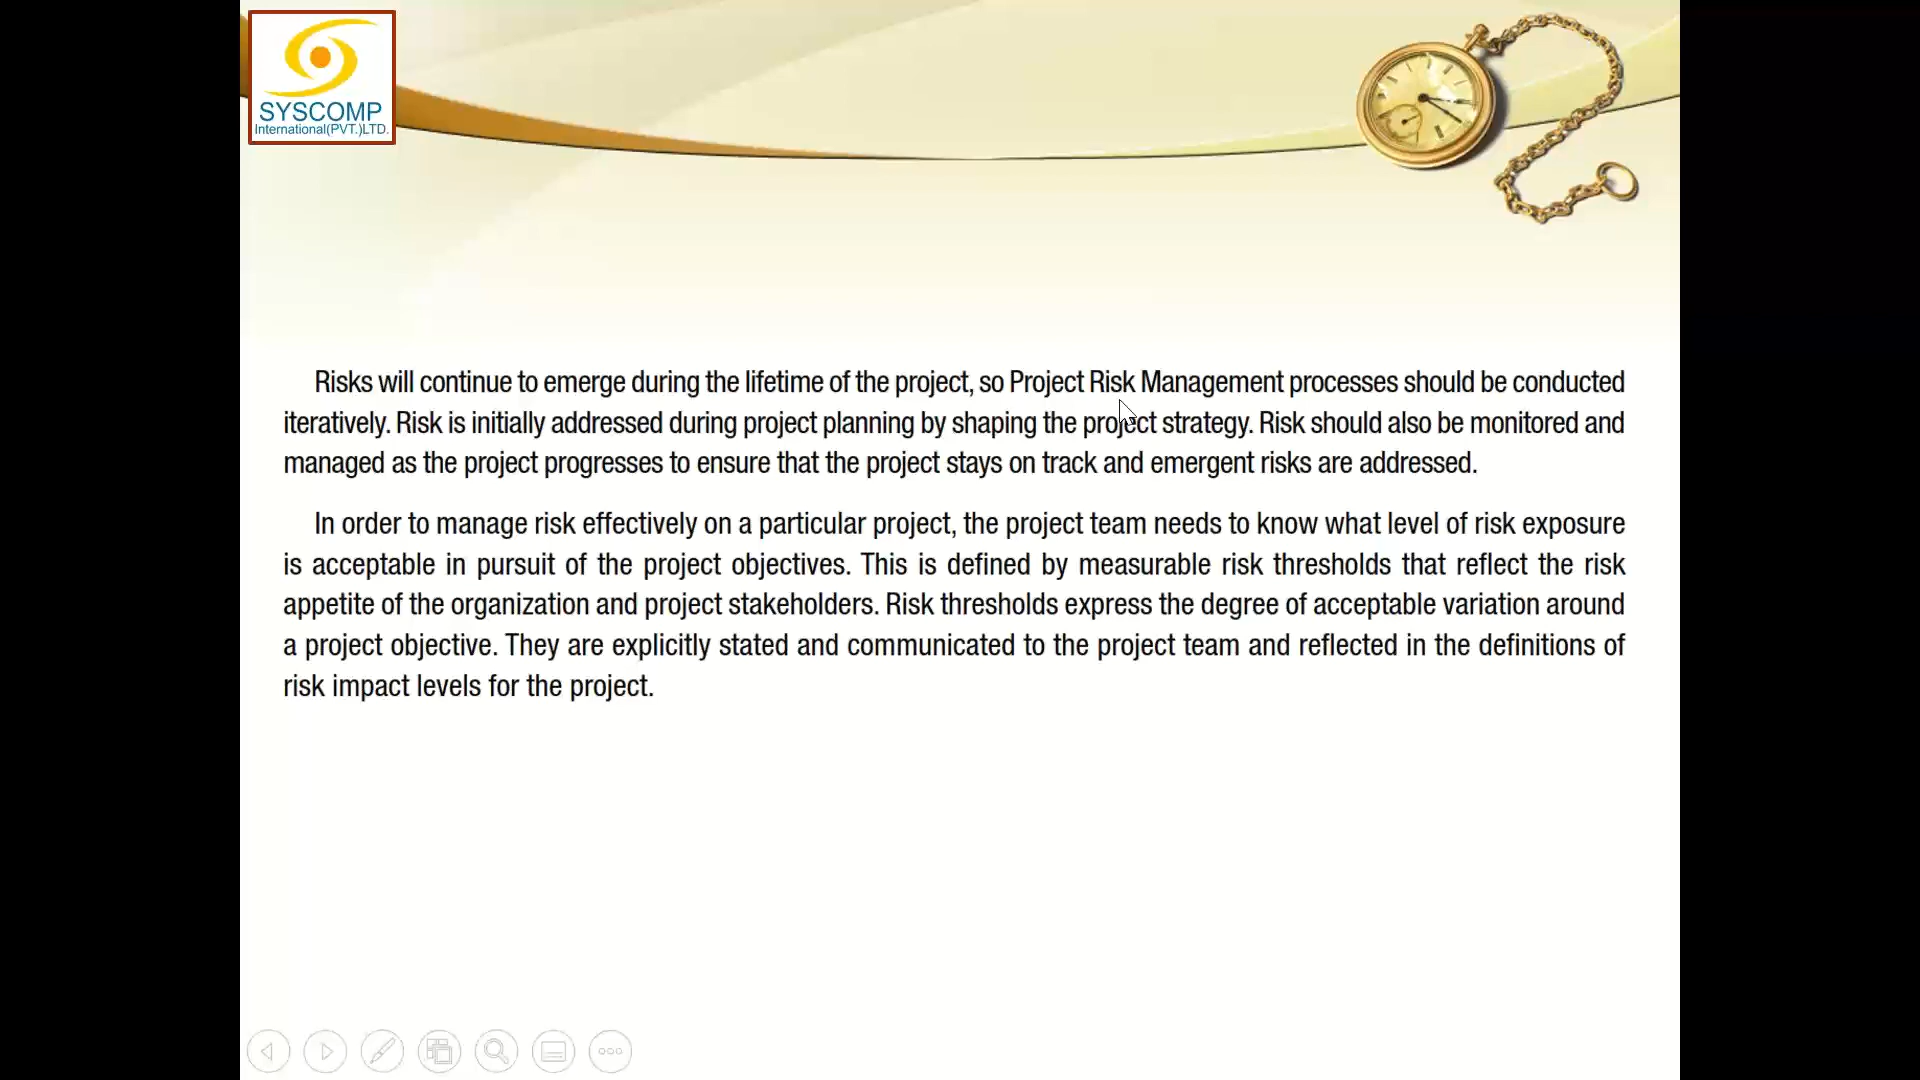 SYSCOMP
International(PVT.)LTD.
Risks will continue to emerge during the lifetime of the project, so Project Risk Management processes should be conducted
iteratively. Risk is initially addressed during project planning by shaping the project strategy. Risk should also be monitored and
managed as the project progresses to ensure that the project stays on track and emergent risks are addressed.
In order to manage risk effectively on a particular project, the project team needs to know what level of risk exposure
is acceptable in pursuit of the project objectives. This is defined by measurable risk thresholds that reflect the risk
appetite of the organization and project stakeholders. Risk thresholds express the degree of acceptable variation around
a project objective. They are explicitly stated and communicated to the project team and reflected in the definitions of
risk impact levels for the project.